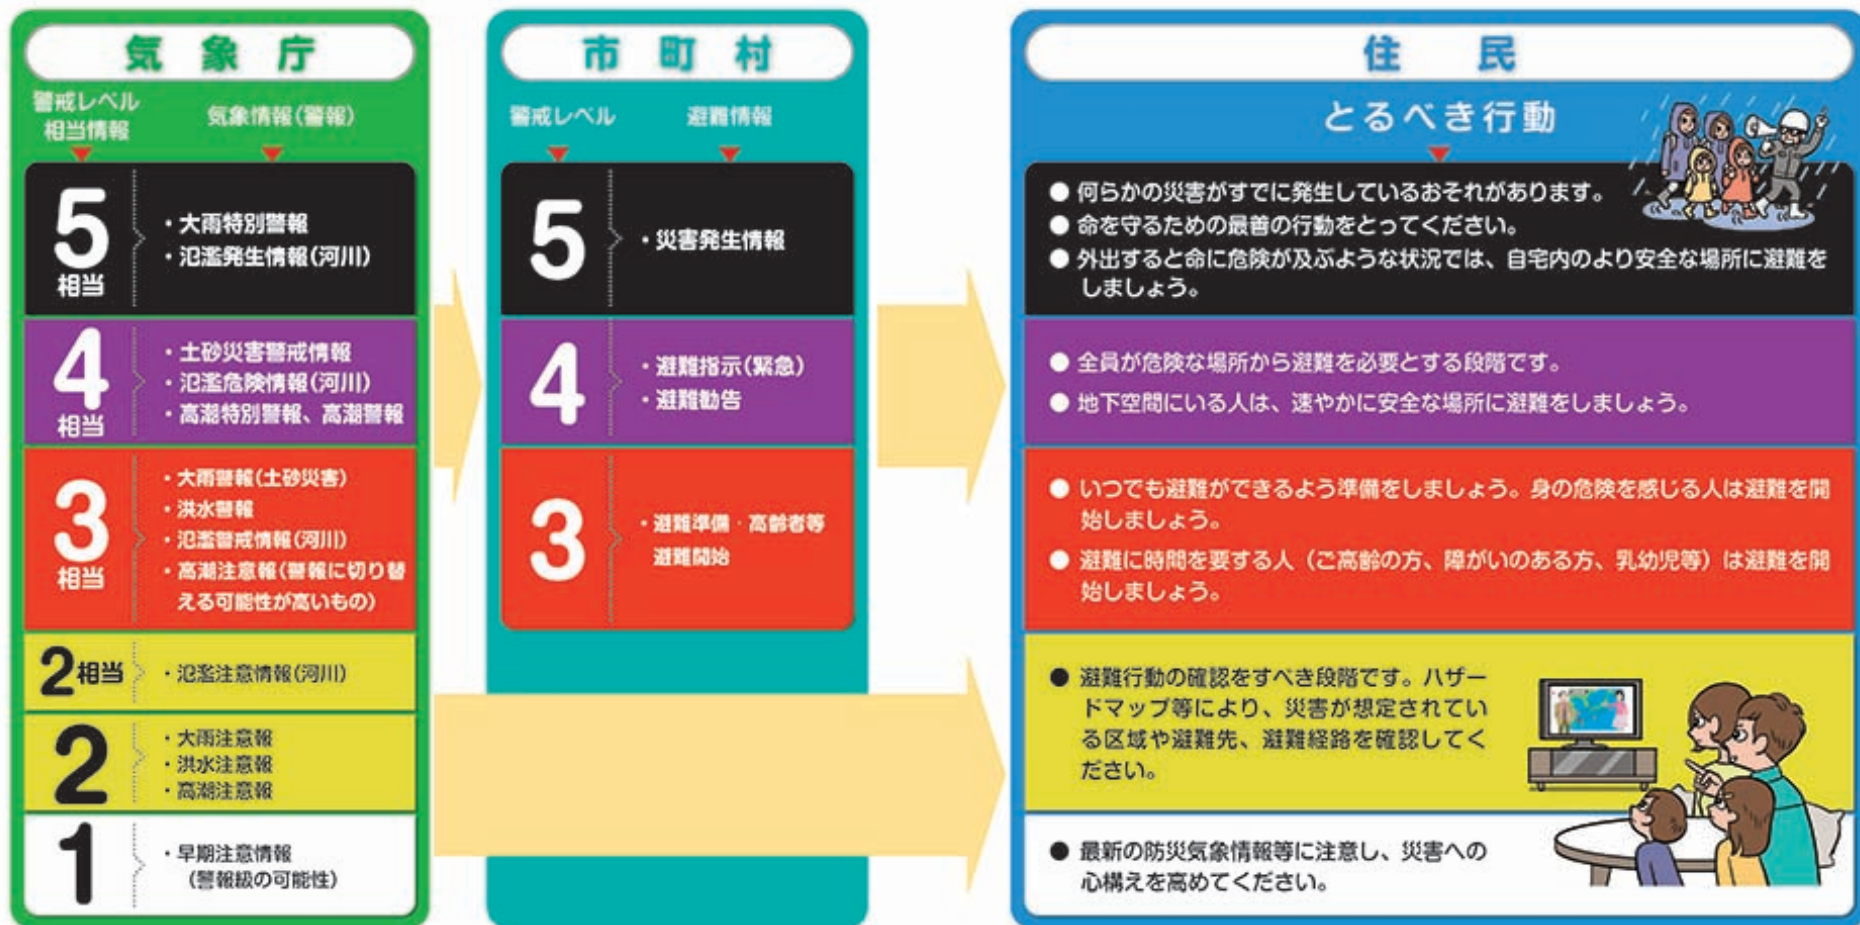 気象庁
警戒レベル
相当情報
気象情報(警報)
5
相当
・大雨特別警報
・氾濫発生情報(河川)
4
相当
・土砂災害警戒情報
・氾濫危険情報(河川)
・高潮特別警報、高潮警報
3
相当
・大雨警報(土砂災害)
・洪水警報
・氾濫警戒情報(河川)
・高潮注意報(警報に切り替
える可能性が高いもの)
2相当
・氾濫注意情報(河川)
2
・大雨注意報
・洪水注意報
・高潮注意報
1
・早期注意情報
(警報級の可能性)
市町村
警戒レベル
避難情報
5
・災害発生情報
4
・避難指示(緊急)
・避難勧告
3
・避難準備・高齢者等
避難開始
住民
とるべき行動
● 何らかの災害がすでに発生しているおそれがあります。
● 命を守るための最善の行動をとってください。
● 外出すると命に危険が及ぶような状況では、自宅内のより安全な場所に避難を
しましょう。
● 全員が危険な場所から避難を必要とする段階です。
● 地下空間にいる人は、速やかに安全な場所に避難をしましょう。
● いつでも避難ができるよう準備をしましょう。身の危険を感じる人は避難を開
始しましょう。
● 避難に時間を要する人(ご高齢の方、障がいのある方、乳幼児等)は避難を開
始しましょう。
● 避難行動の確認をすべき段階です。ハザー
ドマップ等により、災害が想定されてい
る区域や避難先、避難経路を確認してく
ださい。
● 最新の防災気象情報等に注意し、災害への
心構えを高めてください。